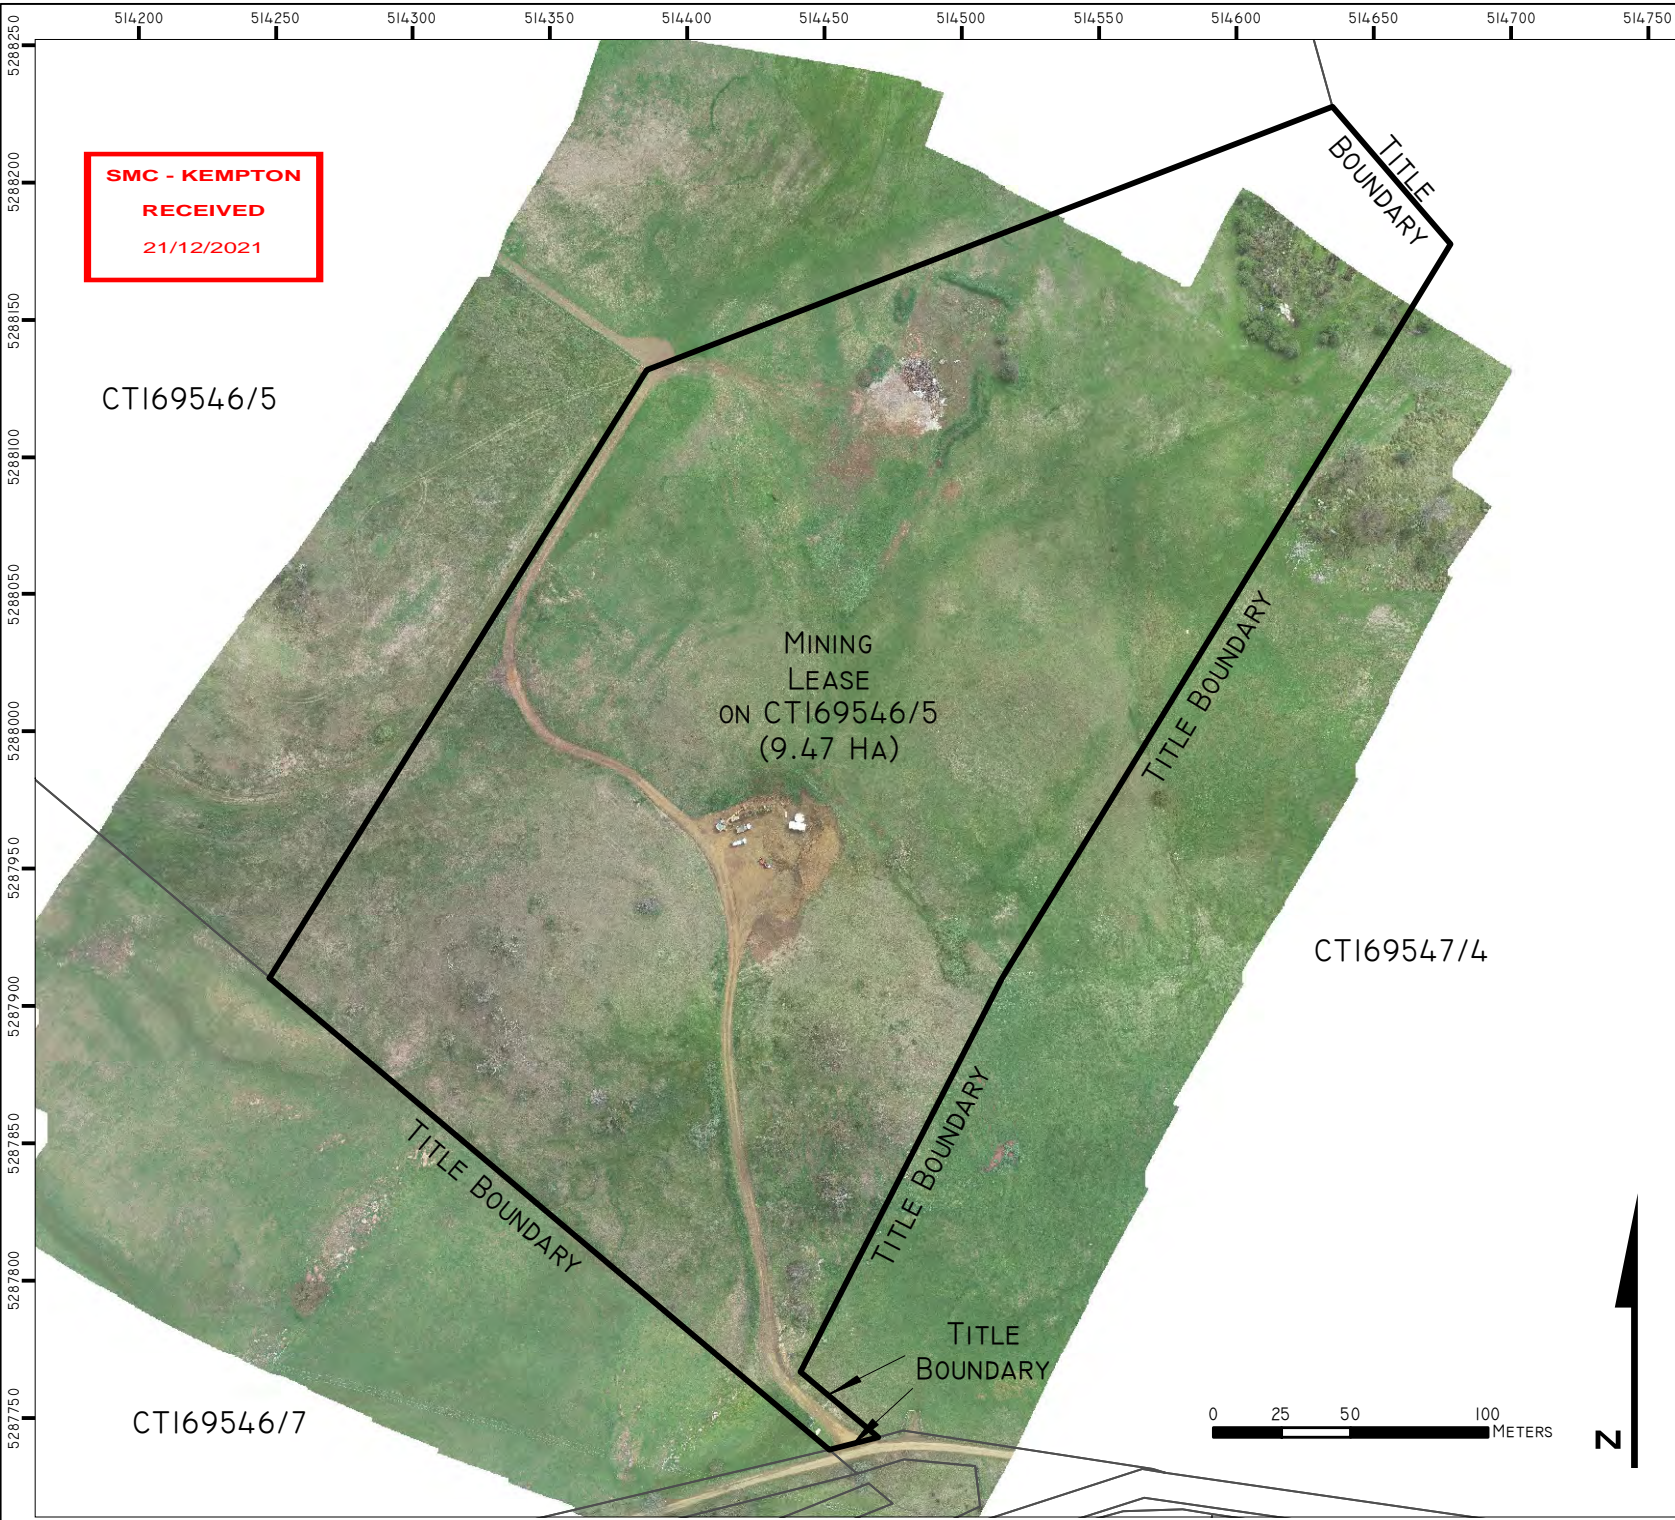 514200 514250 514300 514350 514400 514450 514500 514550 514600 514650 514700 514750
5288250
5288200
5288150
5288100
5288050
5288000
5287950
5287900
5287850
5287800
5287750
SMC - KEMPTON
RECEIVED
21/12/2021
TITLE
BOUNDARY
CT169546/5
MINING
LEASE
ON CT169546/5
(9.47 HA)
TITLE BOUNDARY
CT169547/4
TITLE BOUNDARY
TITLE BOUNDARY
TITLE
BOUNDARY
CT169546/7
0 25 50 100
METERS
N